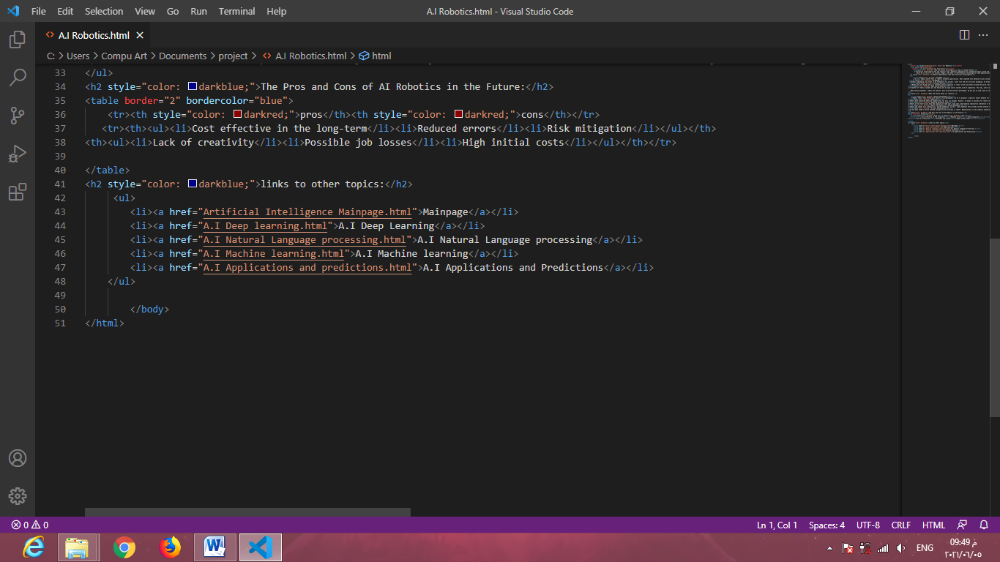 File Edit Selection View Go Run Terminal Help
A.I Robotics.html - Visual Studio Code
A.I Robotics.html
C: > Users > Compu Art > Documents > project > A.I Robotics.html > html
33 </ul>
34 <h2 style="color: darkblue;">The Pros and Cons of AI Robotics in the Future:</h2>
35 <table border="2" bordercolor="blue">
36 <tr><th style="color: darkred;">pros</th><th style="color: darkred;">cons</th></tr>
37 <tr><th><ul><li>Cost effective in the long-term</li><li>Reduced errors</li><li>Risk mitigation</li></ul></th>
38 <th><ul><li>Lack of creativity</li><li>Possible job losses</li><li>High initial costs</li></ul></th></tr>
39
40 </table>
41 <h2 style="color: darkblue;">links to other topics:</h2>
42 <ul>
43 <li><a href="Artificial Intelligence Mainpage.html">Mainpage</a></li>
44 <li><a href="A.I Deep learning.html">A.I Deep Learning</a></li>
45 <li><a href="A.I Natural Language processing.html">A.I Natural Language processing</a></li>
46 <li><a href="A.I Machine learning.html">A.I Machine learning</a></li>
47 <li><a href="A.I Applications and predictions.html">A.I Applications and Predictions</a></li>
48 </ul>
49
50 </body>
51 </html>
0 0
Ln 1, Col 1 Spaces: 4 UTF-8 CRLF HTML
ENG
09:49 م
٢٠٢١/٠٦/٠٥